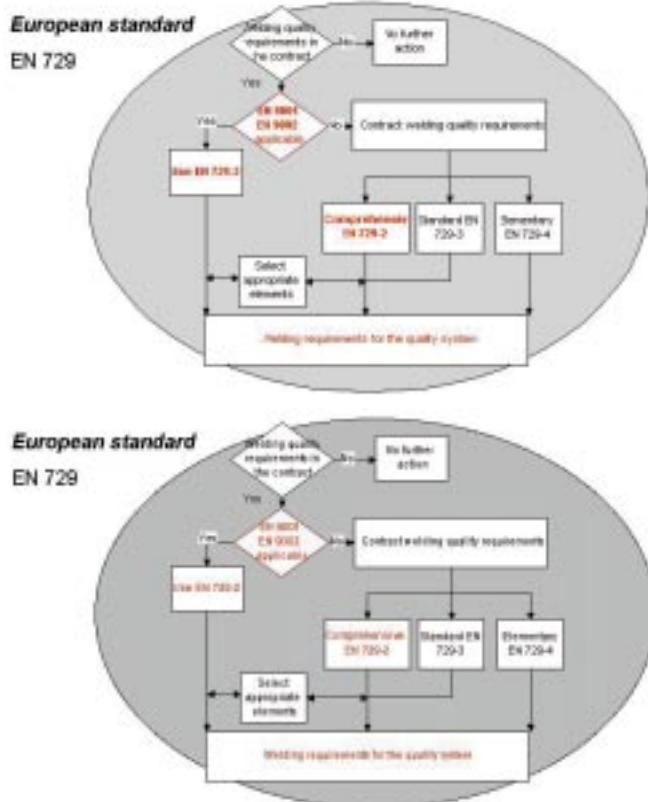 European standard
EN 729
Welding quality
requirements in
the contract
No
No further
action
Yes
Yes
EN 9001
EN 9002
applicable
No
Contract welding quality requirements
Use EN 729-2
Comprehensive
EN 729-2
Standard EN
729-3
Elementary
EN 729-4
Select
appropriate
elements
Welding requirements for the quality system
European standard
EN 729
Welding quality
requirements in
the contract
No
No further
action
Yes
Yes
EN 9001
EN 9002
applicable
No
Contract welding quality requirements
Use EN 729-2
Comprehensive
EN 729-2
Standard EN
729-3
Elementary
EN 729-4
Select
appropriate
elements
Welding requirements for the quality system